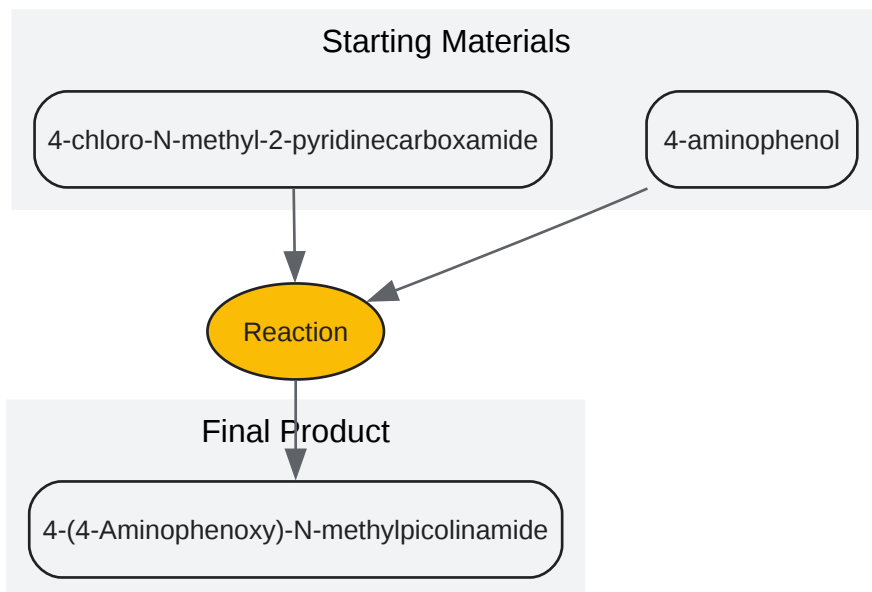 Starting Materials
4-chloro-N-methyl-2-pyridinecarboxamide
4-aminophenol
Reaction
Final Product
4-(4-Aminophenoxy)-N-methylpicolinamide